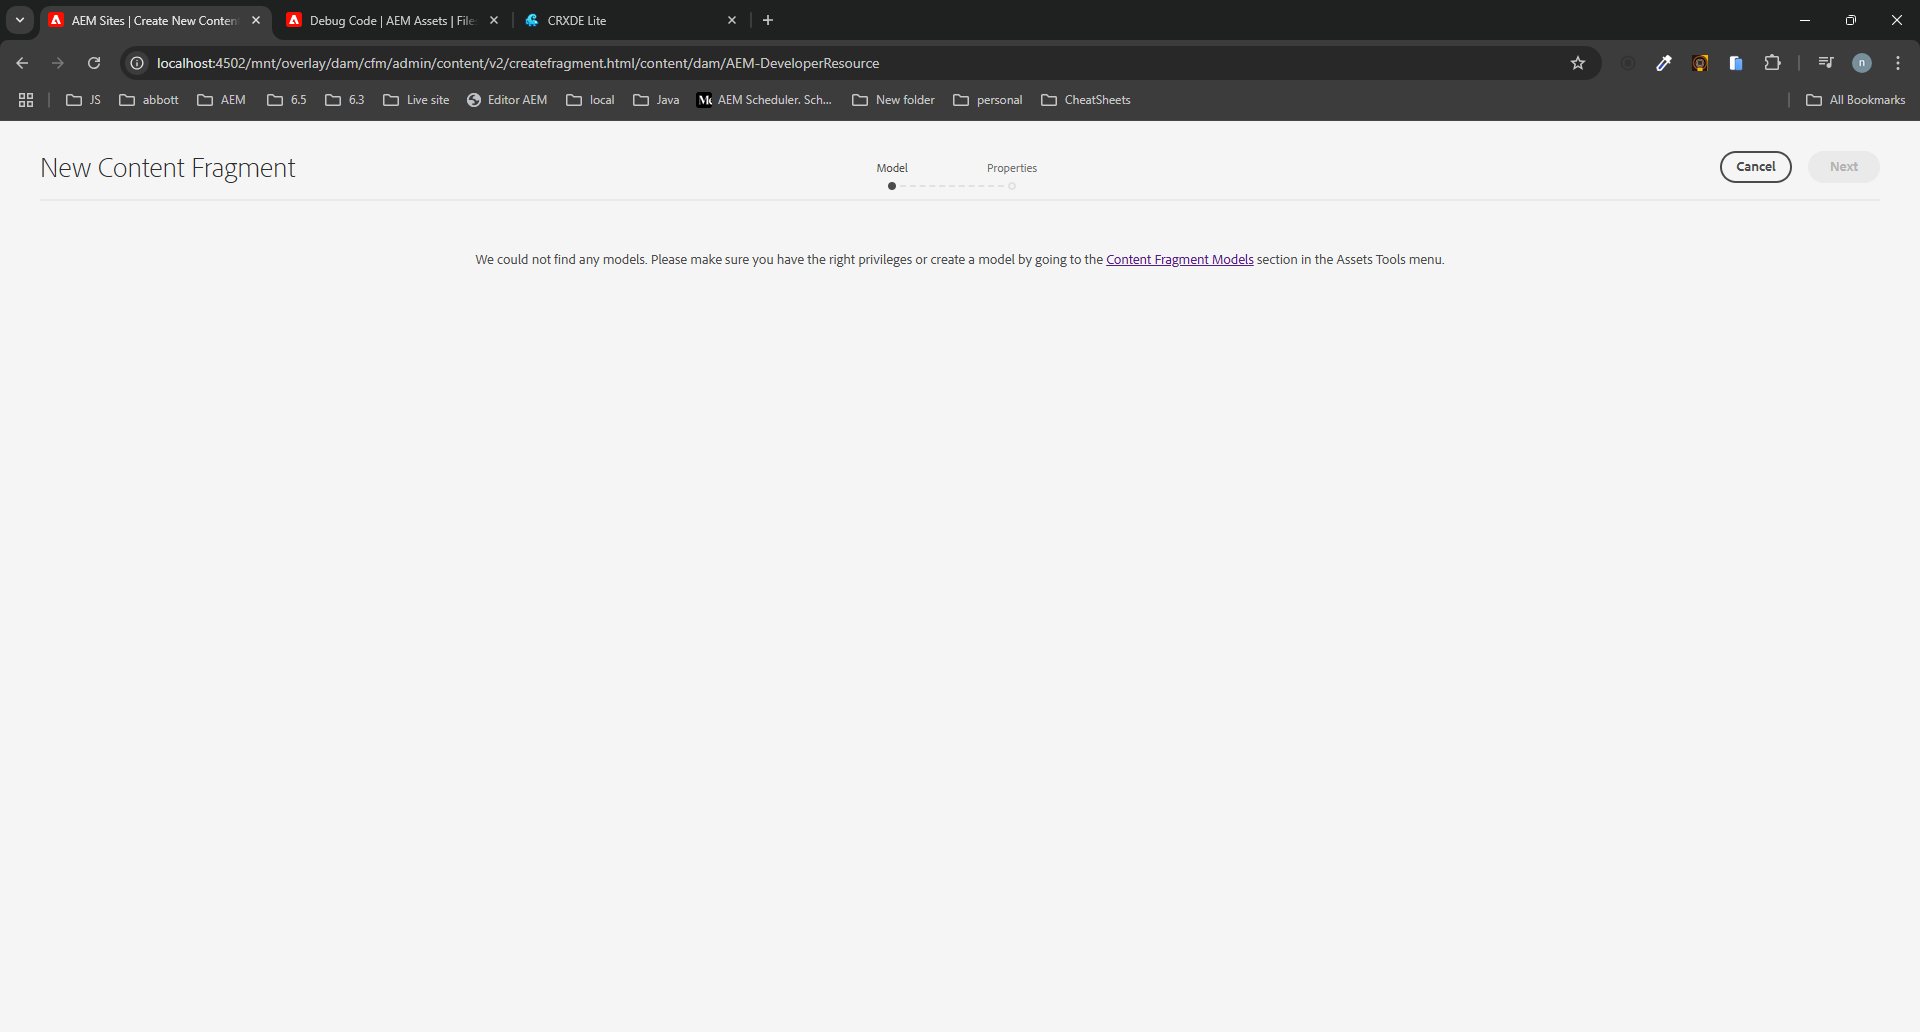 AEM Sites | Create New Conten
Debug Code | AEM Assets | File
CRXDE Lite
localhost:4502/mnt/overlay/dam/cfm/admin/content/v2/createfragment.html/content/dam/AEM-DeveloperResource
n
JS
abbott
AEM
6.5
6.3
Live site
Editor AEM
local
Java
AEM Scheduler. Sch...
New folder
personal
CheatSheets
All Bookmarks
New Content Fragment
Model
Properties
Cancel
Next
We could not find any models. Please make sure you have the right privileges or create a model by going to the Content Fragment Models section in the Assets Tools menu.